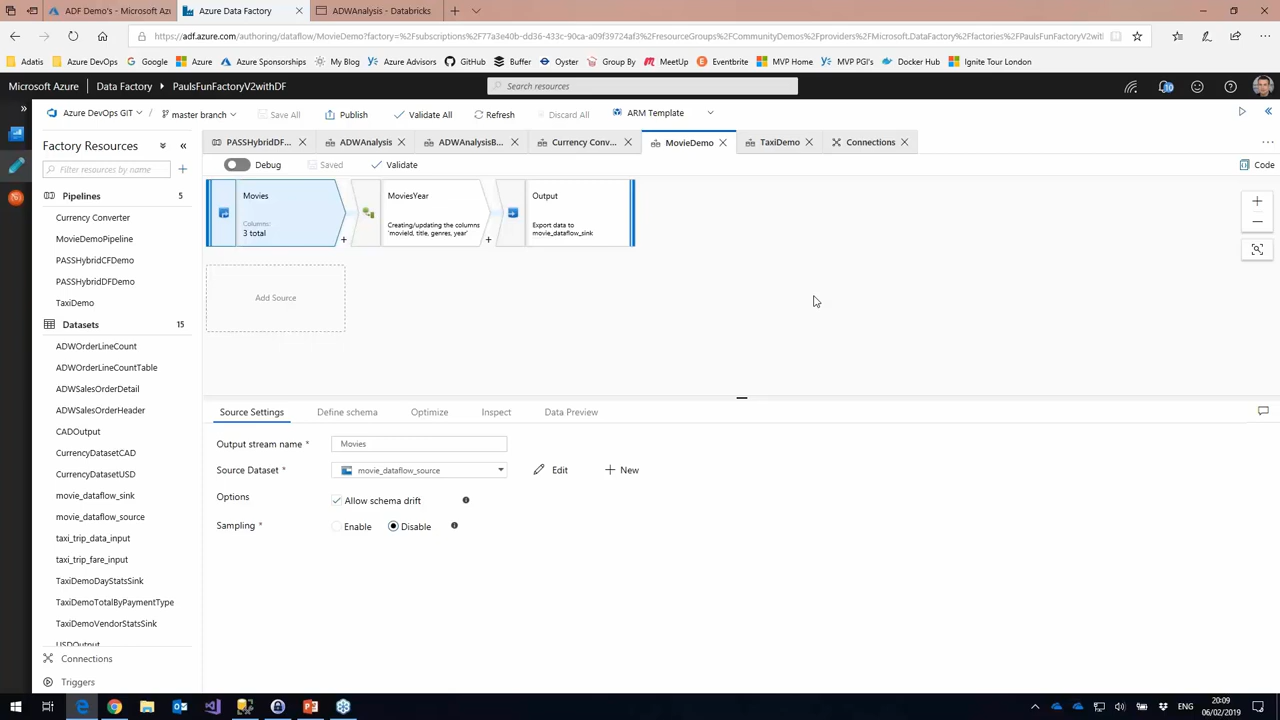 ADF Demo's - Microsoft Az
Azure Data Factory
ADWAnalysis - Databricks
https://adf.azure.com/authoring/dataflow/MovieDemo?factory=%2Fsubscriptions%2F77a3e40b-dd36-433c-90ca-a09f39724af3%2FresourceGroups%2FCommunityDemos%2Fproviders%2FMicrosoft.DataFactory%2Ffactories%2FPaulsFunFactoryV2with
Adatis
Azure DevOps
Google
Azure
Azure Sponsorships
My Blog
Azure Advisors
GitHub
Buffer
Oyster
Group By
MeetUp
Eventbrite
MVP Home
MVP PGI's
Docker Hub
Ignite Tour London
Microsoft Azure
Data Factory
PaulsFunFactoryV2withDF
Search resources
10
Azure DevOps GIT
master branch
Save All
Publish
Validate All
Refresh
Discard All
ARM Template
Factory Resources
PASSHybridDF...
ADWAnalysis
ADWAnalysisB...
Currency Conv...
MovieDemo
TaxiDemo
Connections
Filter resources by name
Debug
Saved
Validate
Code
Pipelines 5
Currency Converter
MovieDemoPipeline
PASSHybridCFDemo
PASSHybridDFDemo
TaxiDemo
Datasets 15
ADWOrderLineCount
ADWOrderLineCountTable
ADWSalesOrderDetail
ADWSalesOrderHeader
CADOutput
CurrencyDatasetCAD
CurrencyDatasetUSD
movie_dataflow_sink
movie_dataflow_source
taxi_trip_data_input
taxi_trip_fare_input
TaxiDemoDayStatsSink
TaxiDemoTotalByPaymentType
TaxiDemoVendorStatsSink
USDOutput
Connections
Triggers
Movies
Columns:
3 total
MoviesYear
Creating/updating the columns
'movieId, title, genres, year'
Output
Export data to
movie_dataflow_sink
Add Source
Source Settings
Define schema
Optimize
Inspect
Data Preview
Output stream name * Movies
Source Dataset * movie_dataflow_source
Edit
New
Options
Allow schema drift
Sampling *
Enable
Disable
ENG
20:09
06/02/2019